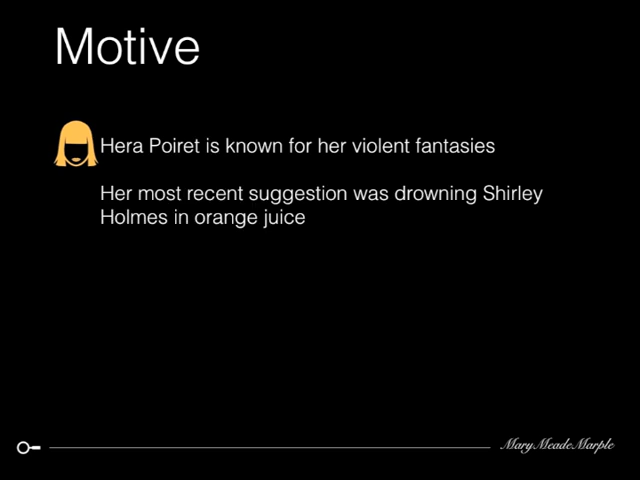 Motive
Hera Poiret is known for her violent fantasies
Her most recent suggestion was drowning Shirley
Holmes in orange juice
MaryMeadeMarple